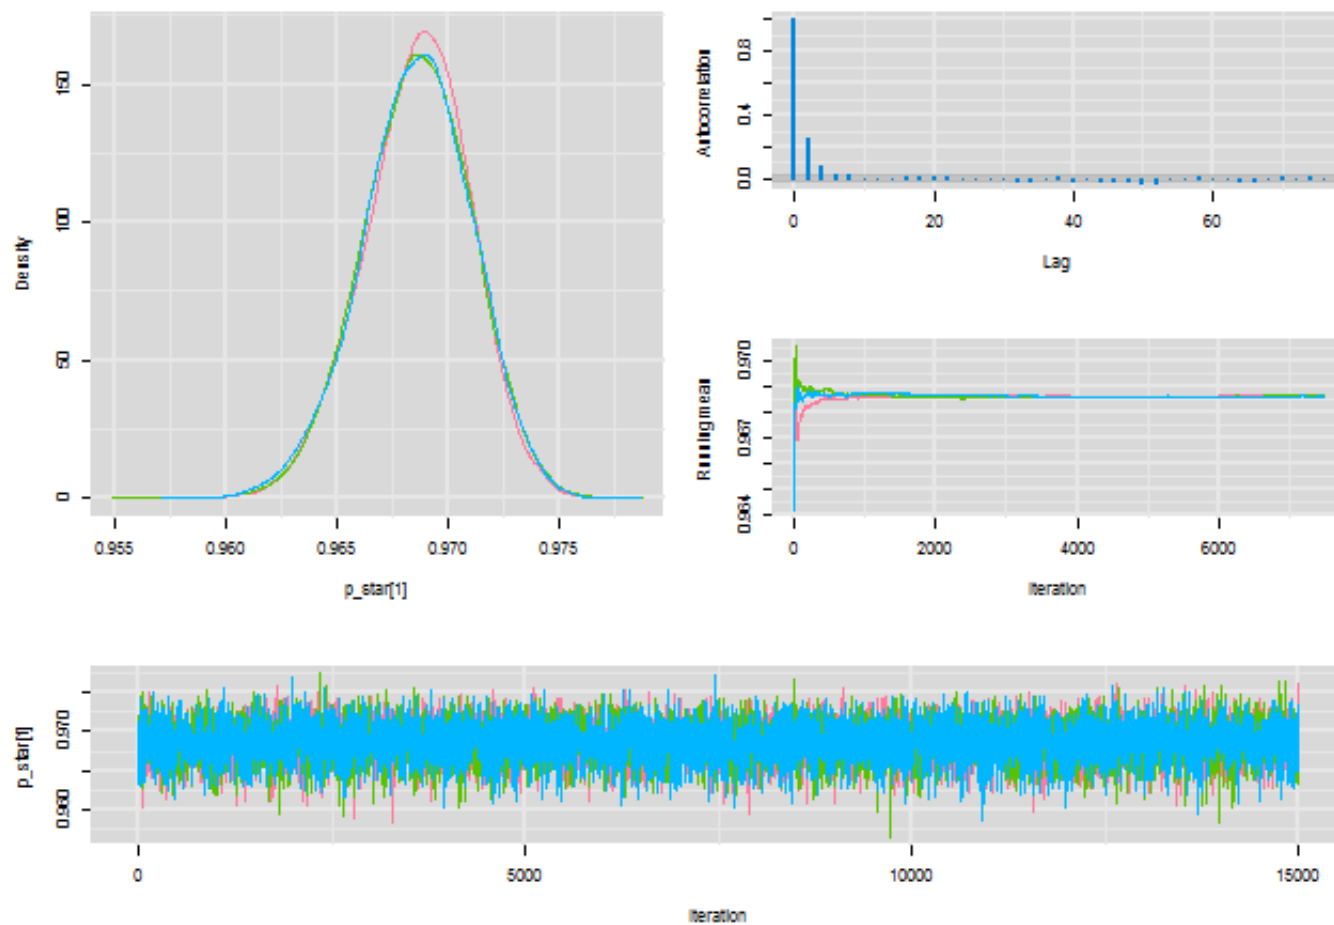 Density
150
100
50
0
0.955 0.960 0.965 0.970 0.975
p_star[1]
Autocorrelation
0.8
0.4
0.0
0 20 40 60
Lag
Running mean
0.970
0.967
0.964
0 2000 4000 6000
Iteration
p_star[1]
0.970
0.960
0 5000 10000 15000
Iteration